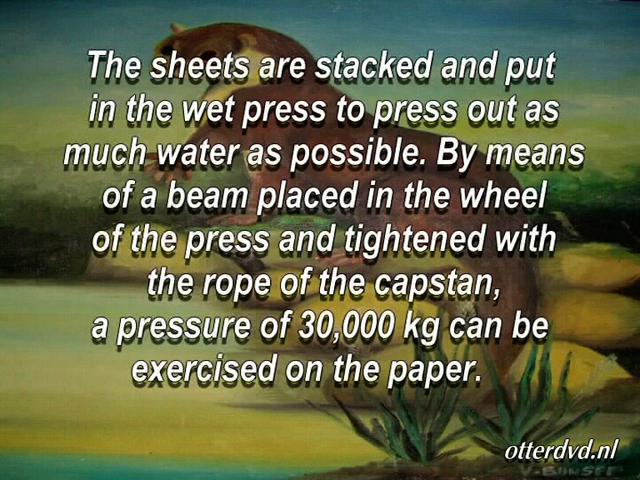 The sheets are stacked and put
in the wet press to press out as
much water as possible. By means
of a beam placed in the wheel
of the press and tightened with
the rope of the capstan,
a pressure of 30,000 kg can be
exercised on the paper.
otterdvd.nl